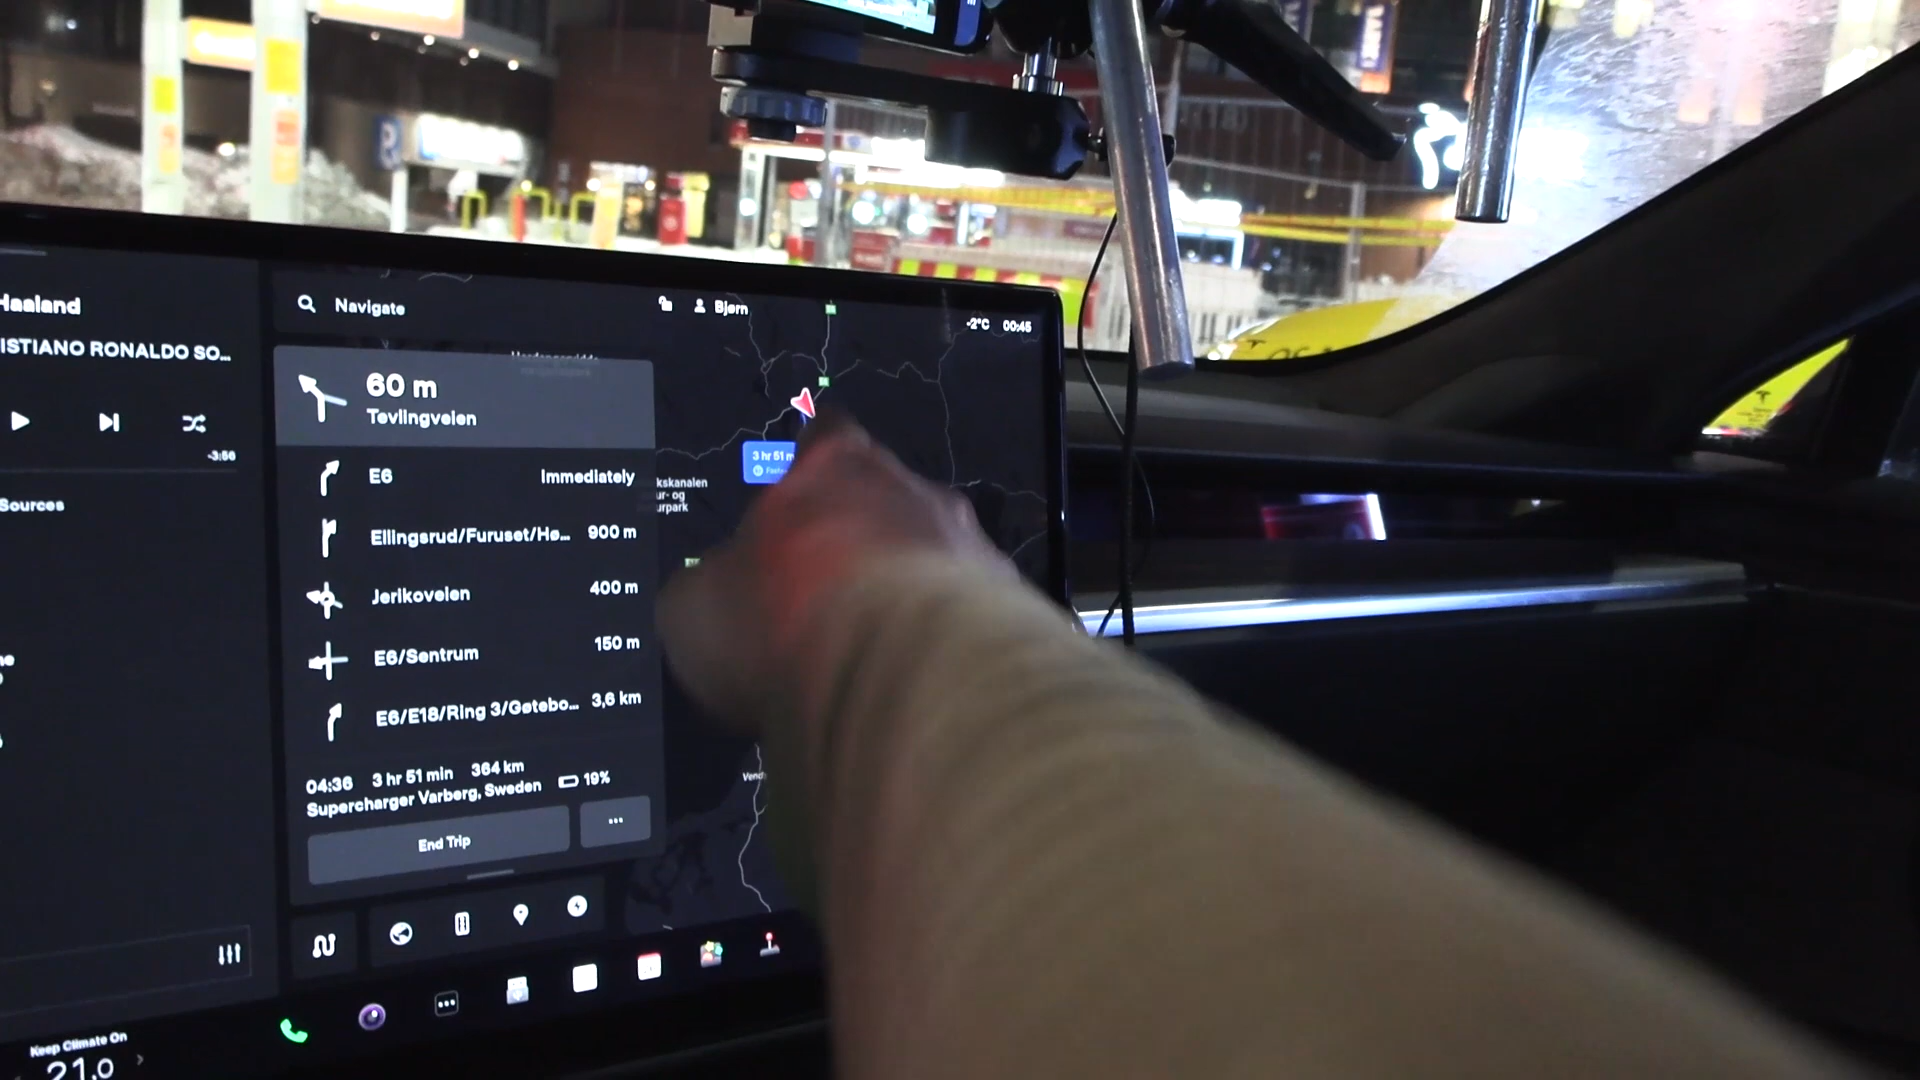 Haaland
ISTIANO RONALDO SO...
-3:56
Sources
Navigate
Bjørn
-2°C 00:45
60 m
Tevlingveien
E6 Immediately
Ellingsrud/Furuset/Hø... 900 m
Jerikoveien 400 m
E6/Sentrum 150 m
E6/E18/Ring 3/Gøtebo... 3,6 km
04:36 3 hr 51 min 364 km 19%
Supercharger Varberg, Sweden
End Trip
...
3 hr 51 m
kskanalen
ur- og
urpark
Vend
Keep Climate On
21.0